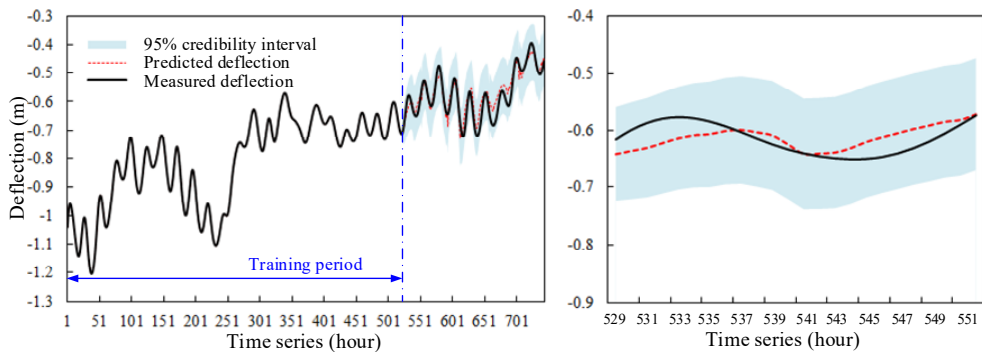 -0.3
-0.4
-0.5
-0.6
-0.7
-0.8
-0.9
-1
-1.1
-1.2
-1.3
Deflection (m)
95% credibility interval
Predicted deflection
Measured deflection
Training period
1 51 101 151 201 251 301 351 401 451 501 551 601 651 701
Time series (hour)
-0.5
-0.6
-0.7
-0.8
-0.9
529 531 533 535 537 539 541 543 545 547 549 551
Time series (hour)